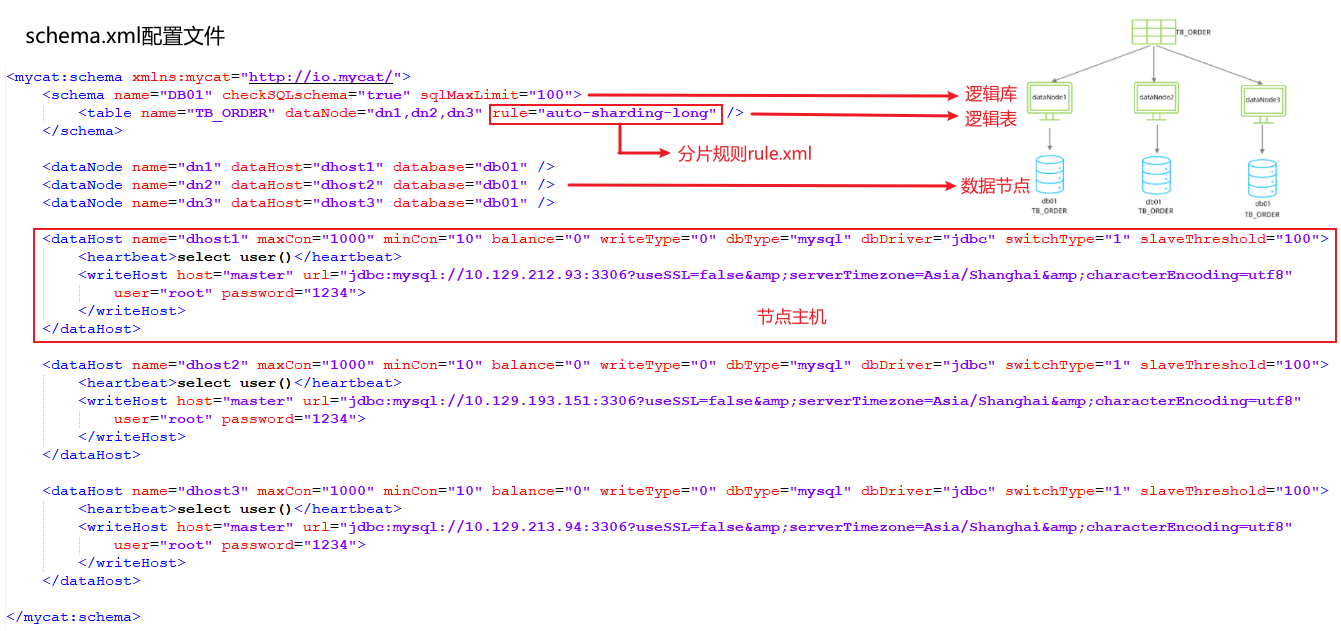 schema.xml配置文件
TB_ORDER
dataNode1
dataNode2
dataNode3
db01
TB_ORDER
db01
TB_ORDER
db01
TB_ORDER
<mycat:schema xmlns:mycat="http://io.mycat/">
<schema name="DB01" checkSQLschema="true" sqlMaxLimit="100">
逻辑库
<table name="TB_ORDER" dataNode="dn1,dn2,dn3" rule="auto-sharding-long" />
逻辑表
</schema>
分片规则rule.xml
<dataNode name="dn1" dataHost="dhost1" database="db01" />
<dataNode name="dn2" dataHost="dhost2" database="db01" />
数据节点
<dataNode name="dn3" dataHost="dhost3" database="db01" />
<dataHost name="dhost1" maxCon="1000" minCon="10" balance="0" writeType="0" dbType="mysql" dbDriver="jdbc" switchType="1" slaveThreshold="100">
<heartbeat>select user()</heartbeat>
<writeHost host="master" url="jdbc:mysql://10.129.212.93:3306?useSSL=false&amp;serverTimezone=Asia/Shanghai&amp;characterEncoding=utf8"
user="root" password="1234">
</writeHost>
节点主机
</dataHost>
<dataHost name="dhost2" maxCon="1000" minCon="10" balance="0" writeType="0" dbType="mysql" dbDriver="jdbc" switchType="1" slaveThreshold="100">
<heartbeat>select user()</heartbeat>
<writeHost host="master" url="jdbc:mysql://10.129.193.151:3306?useSSL=false&amp;serverTimezone=Asia/Shanghai&amp;characterEncoding=utf8"
user="root" password="1234">
</writeHost>
</dataHost>
<dataHost name="dhost3" maxCon="1000" minCon="10" balance="0" writeType="0" dbType="mysql" dbDriver="jdbc" switchType="1" slaveThreshold="100">
<heartbeat>select user()</heartbeat>
<writeHost host="master" url="jdbc:mysql://10.129.213.94:3306?useSSL=false&amp;serverTimezone=Asia/Shanghai&amp;characterEncoding=utf8"
user="root" password="1234">
</writeHost>
</dataHost>
</mycat:schema>